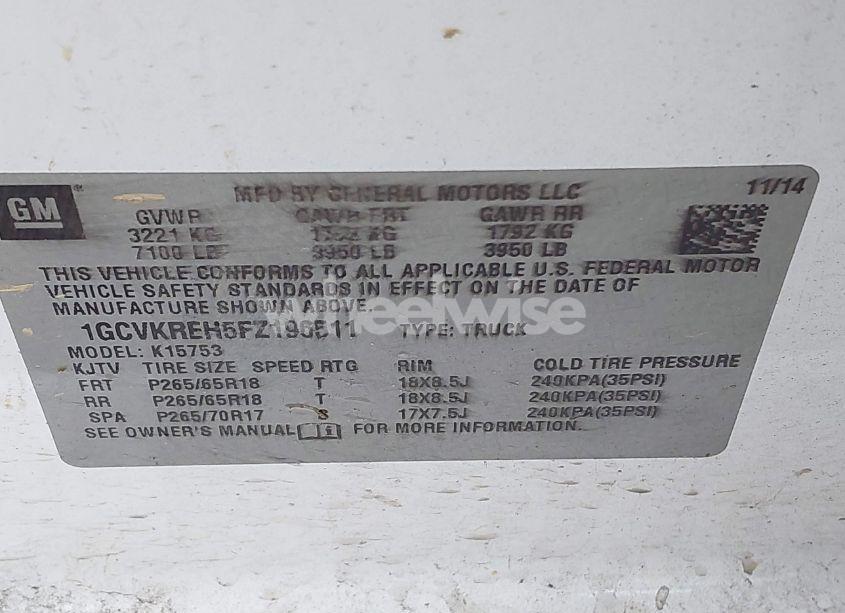 GM
MFD BY GENERAL MOTORS LLC 11/14
GVWR GAWR FRT GAWR RR
3221 KG KG 1792 KG
7100 LB 3950 LB 3950 LB
THIS VEHICLE CONFORMS TO ALL APPLICABLE U.S. FEDERAL MOTOR
VEHICLE SAFETY STANDARDS IN EFFECT ON THE DATE OF
MANUFACTURE SHOWN ABOVE.
wheelwise
TYPE: TRUCK
MODEL: K15753
KJTV TIRE SIZE SPEED RTG RIM COLD TIRE PRESSURE
FRT P265/65R18 T 18X8.5J 240KPA(35PSI)
RR P265/65R18 T 18X8.5J 240KPA(35PSI)
SPA P265/70R17 S 17X7.5J 240KPA(35PSI)
SEE OWNER'S MANUAL FOR MORE INFORMATION.